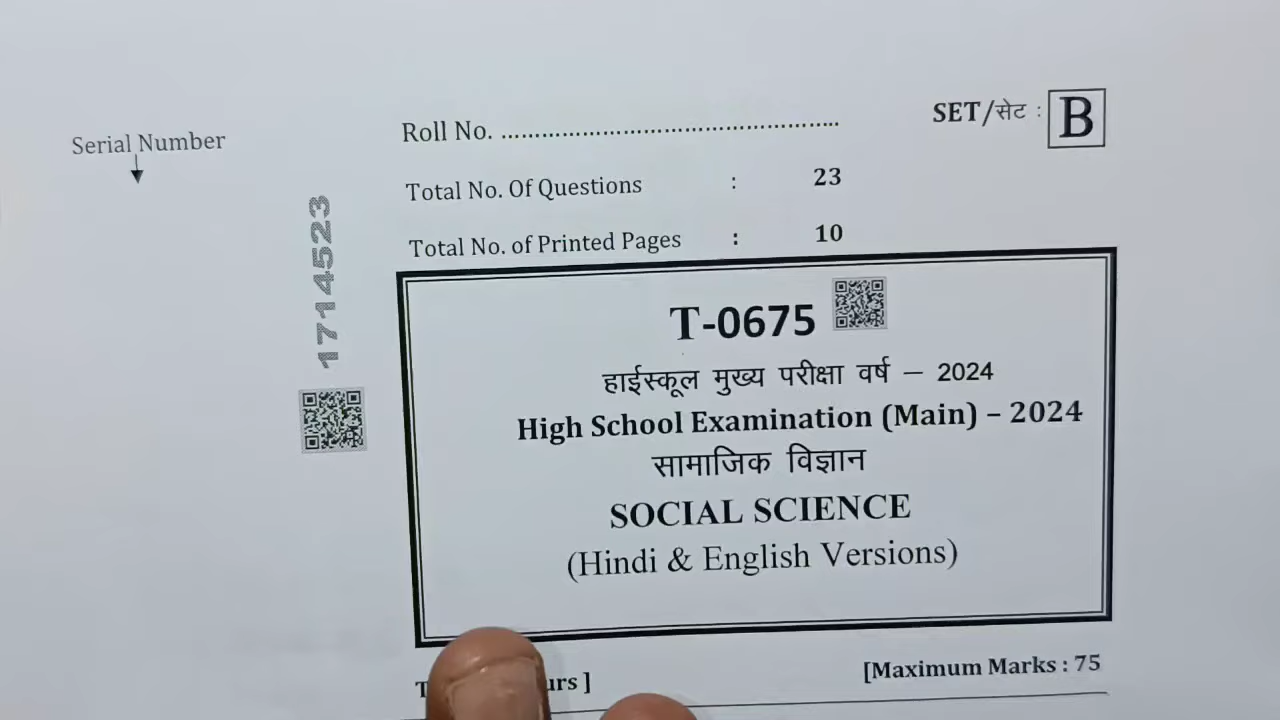 Serial Number
1714523
Roll No. ....................................................
SET/सेट : B
Total No. Of Questions : 23
Total No. of Printed Pages : 10
T-0675
हाईस्कूल मुख्य परीक्षा वर्ष – 2024
High School Examination (Main) – 2024
सामाजिक विज्ञान
SOCIAL SCIENCE
(Hindi & English Versions)
[Maximum Marks : 75